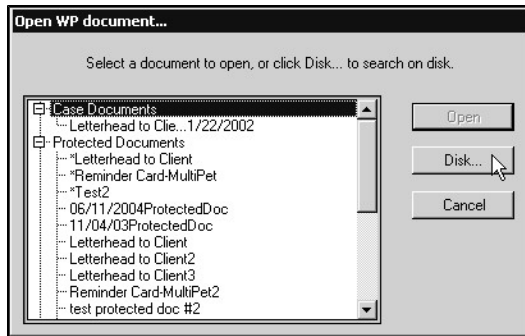 Open WP document...
Select a document to open, or click Disk... to search on disk.
Case Documents
Letterhead to Clie...1/22/2002
Protected Documents
*Letterhead to Client
*Reminder Card-MultiPet
*Test2
06/11/2004ProtectedDoc
11/04/03ProtectedDoc
Letterhead to Client
Letterhead to Client2
Letterhead to Client3
Reminder Card-MultiPet2
test protected doc #2
Open
Disk...
Cancel